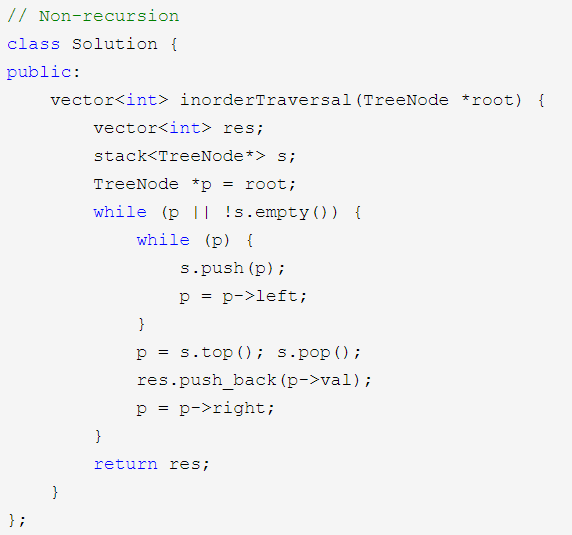 // Non-recursion
class Solution {
public:
    vector<int> inorderTraversal(TreeNode *root) {
        vector<int> res;
        stack<TreeNode*> s;
        TreeNode *p = root;
        while (p || !s.empty()) {
            while (p) {
                s.push(p);
                p = p->left;
            }
            p = s.top(); s.pop();
            res.push_back(p->val);
            p = p->right;
        }
        return res;
    }
};